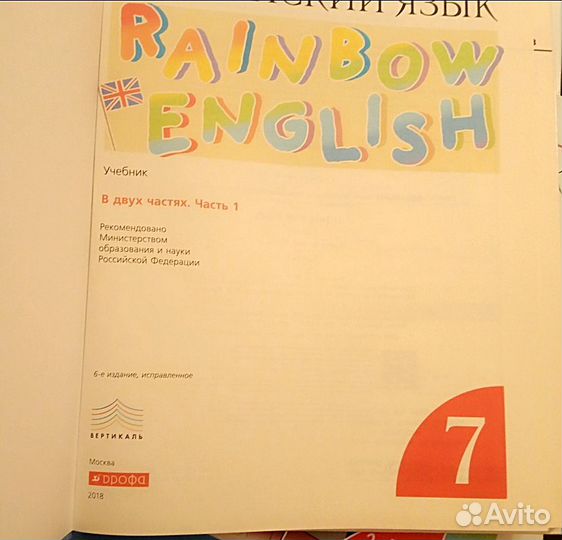 ЯЗЫК
RAINBOW
ENGLISH
Учебник
В двух частях. Часть 1
Рекомендовано
Министерством
образования и науки
Российской Федерации
6-е издание, исправленное
ВЕРТИКАЛЬ
7
Москва
дрофа
2018
Avito